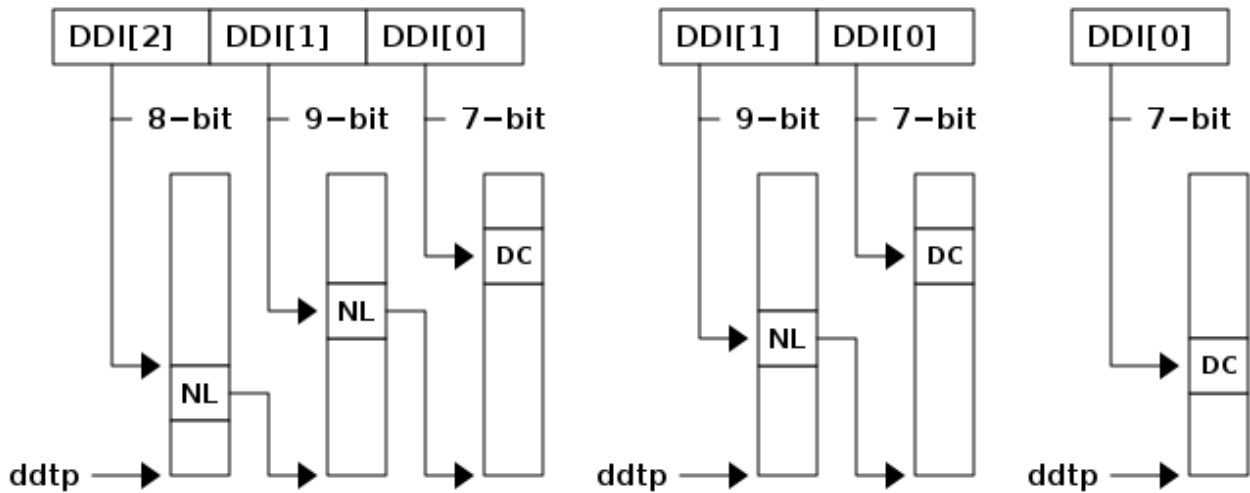 DDI[2] DDI[1] DDI[0] DDI[1] DDI[0] DDI[0]
8−bit 9−bit 7−bit 9−bit 7−bit 7−bit
DC DC
NL NL
DC
NL
ddtp ddtp ddtp